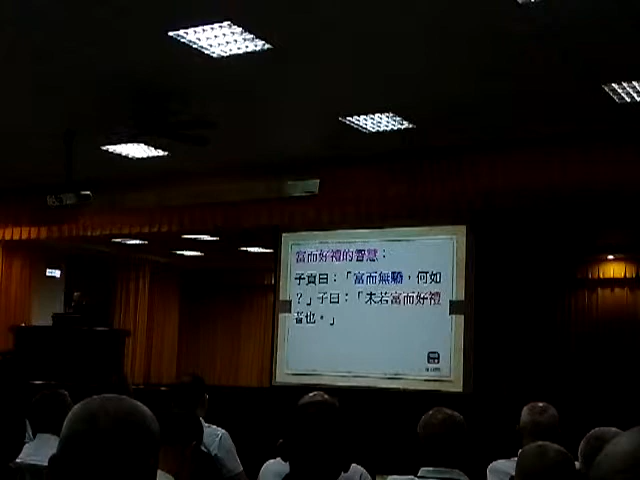 富而好禮的智慧：
子貢曰：「富而無驕，何如
？」子曰：「未若富而好禮
者也。」